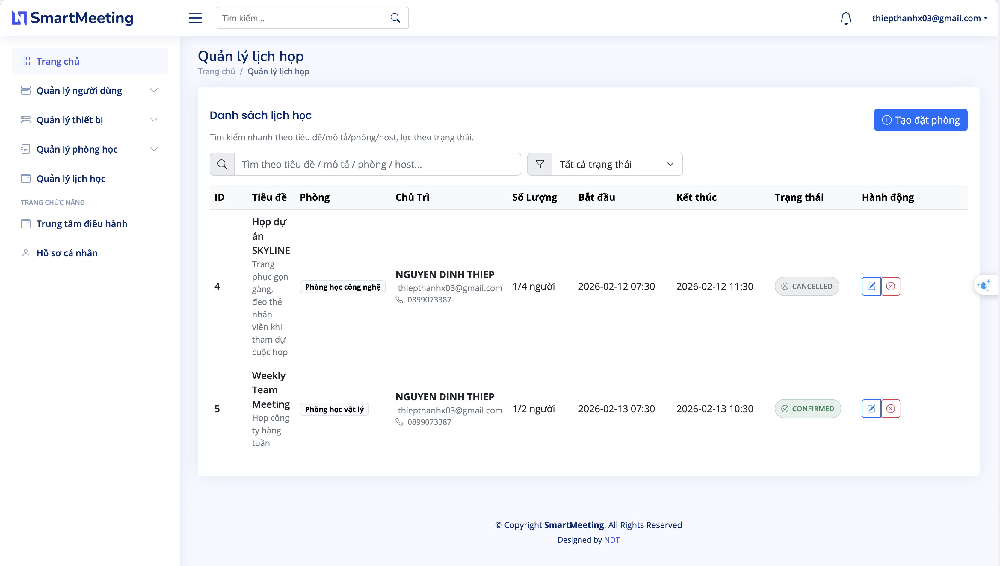 SmartMeeting
Tìm kiếm...
thiepthanhx03@gmail.com
Trang chủ
Quản lý người dùng
Quản lý thiết bị
Quản lý phòng học
Quản lý lịch học
TRANG CHỨC NĂNG
Trung tâm điều hành
Hồ sơ cá nhân
Quản lý lịch họp
Trang chủ / Quản lý lịch họp
Danh sách lịch học
Tạo đặt phòng
Tìm kiếm nhanh theo tiêu đề/mô tả/phòng/host, lọc theo trạng thái.
Tìm theo tiêu đề / mô tả / phòng / host...
Tất cả trạng thái
ID Tiêu đề Phòng Chủ Trì Số Lượng Bắt đầu Kết thúc Trạng thái Hành động
4
Họp dự
án
SKYLINE
Trang
phục gọn
gàng,
đeo thẻ
nhân
viên khi
tham dự
cuộc họp
Phòng học công nghệ
NGUYEN DINH THIEP
thiepthanhx03@gmail.com
0899073387
1/4 người
2026-02-12 07:30
2026-02-12 11:30
CANCELLED
5
Weekly
Team
Meeting
Họp công
ty hàng
tuần
Phòng học vật lý
NGUYEN DINH THIEP
thiepthanhx03@gmail.com
0899073387
1/2 người
2026-02-13 07:30
2026-02-13 10:30
CONFIRMED
© Copyright SmartMeeting. All Rights Reserved
Designed by NDT